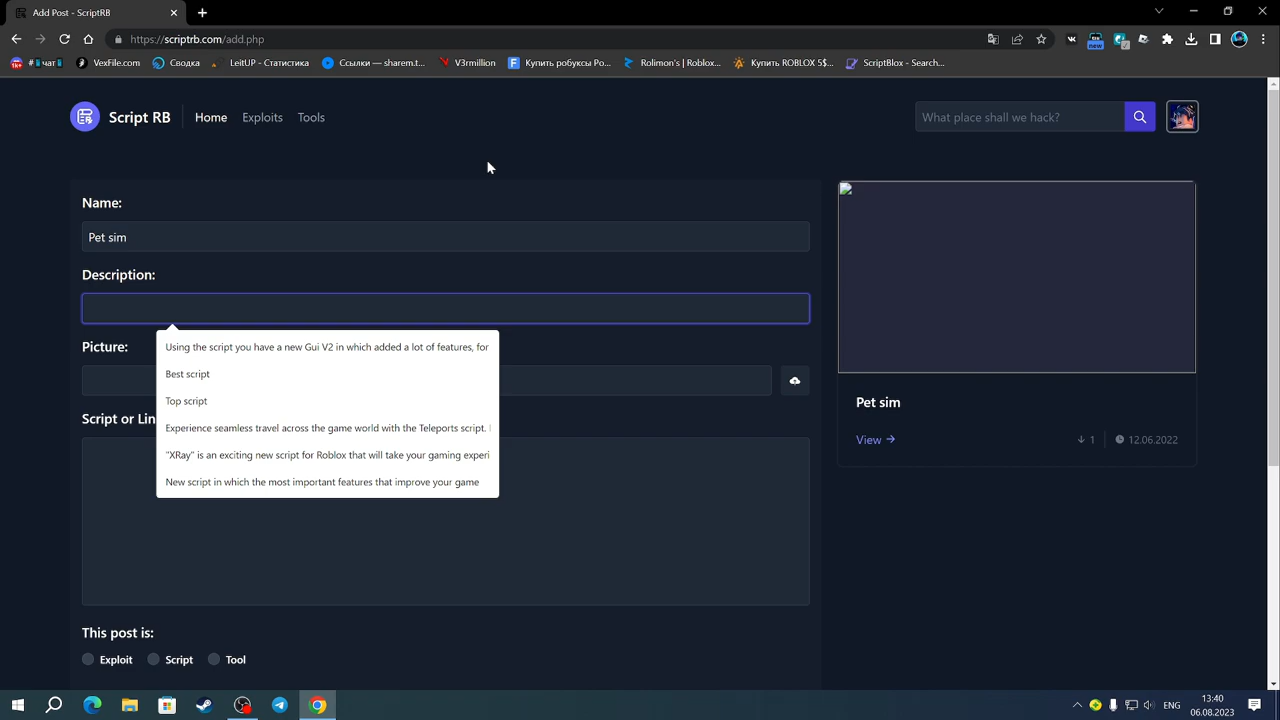 Add Post - ScriptRB
https://scriptrb.com/add.php
new
чат
VexFile.com
Сводка
LeitUP - Статистика
Ссылки — sharem.t...
V3rmillion
Купить робуксы Ро...
Rolimon's | Roblox...
Купить ROBLOX 5$...
ScriptBlox - Search...
Script RB
Home
Exploits
Tools
What place shall we hack?
Name:
Pet sim
Description:
Using the script you have a new Gui V2 in which added a lot of features, for
Best script
Top script
Experience seamless travel across the game world with the Teleports script.
"XRay" is an exciting new script for Roblox that will take your gaming experi
New script in which the most important features that improve your game
Picture:
Script or Lin
This post is:
Exploit
Script
Tool
Pet sim
View
1
12.06.2022
ENG
13:40
06.08.2023